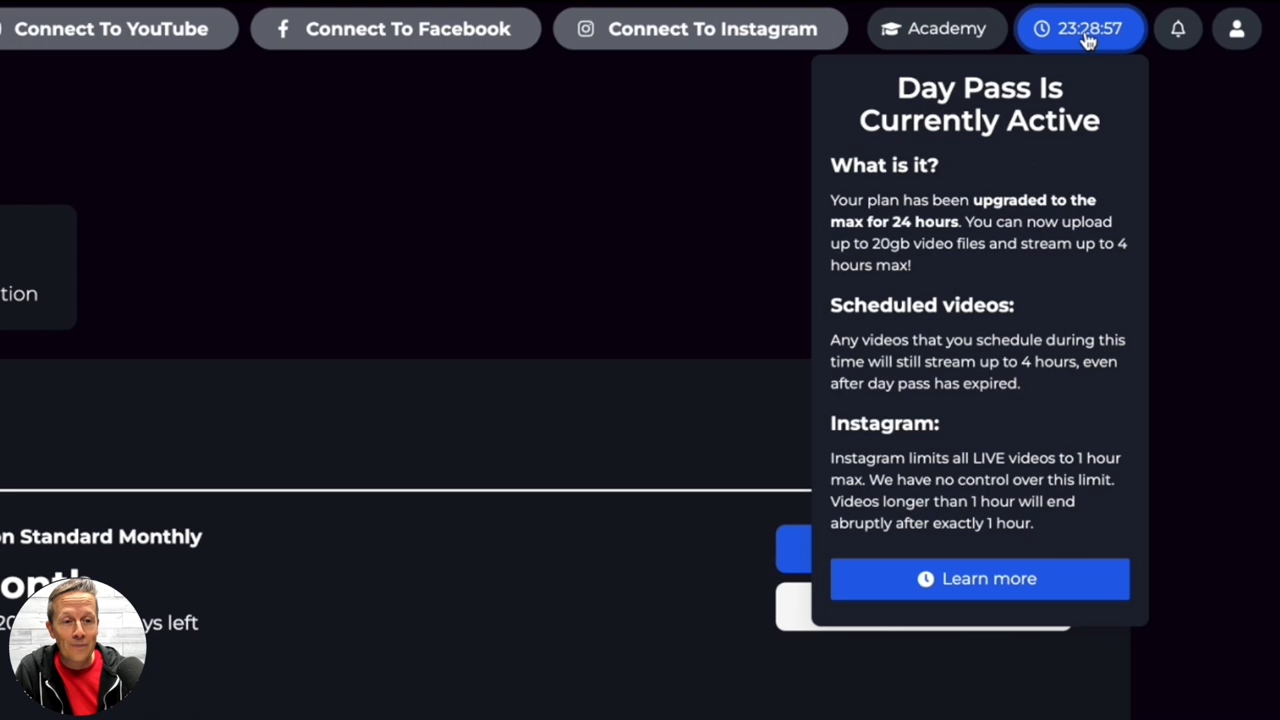 Connect To YouTube
Connect To Facebook
Connect To Instagram
Academy
23:28:57
Day Pass Is
Currently Active
What is it?
Your plan has been upgraded to the
max for 24 hours. You can now upload
up to 20gb video files and stream up to 4
hours max!
tion
Scheduled videos:
Any videos that you schedule during this
time will still stream up to 4 hours, even
after day pass has expired.
Instagram:
Instagram limits all LIVE videos to 1 hour
max. We have no control over this limit.
Videos longer than 1 hour will end
abruptly after exactly 1 hour.
Learn more
on Standard Monthly
ys left